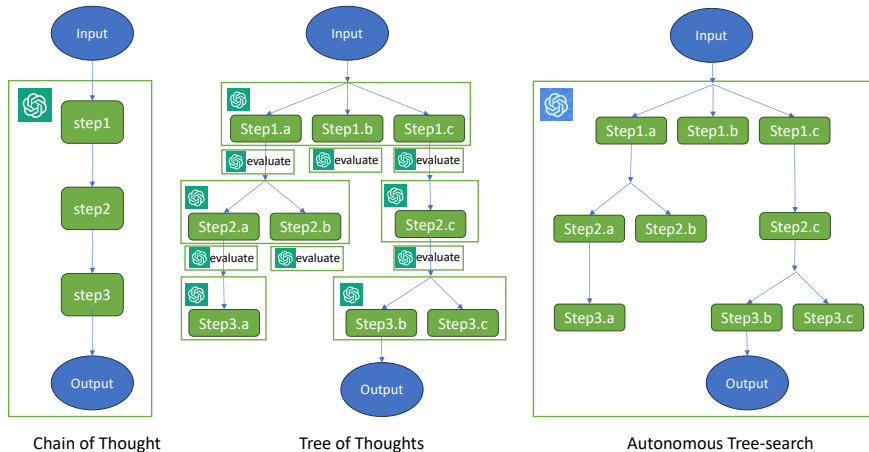 Input
step1
step2
step3
Output
Chain of Thought
Input
Step1.a Step1.b Step1.c
evaluate evaluate evaluate
Step2.a Step2.b Step2.c
evaluate evaluate evaluate
Step3.a Step3.b Step3.c
Output
Tree of Thoughts
Input
Step1.a Step1.b Step1.c
Step2.a Step2.b Step2.c
Step3.a Step3.b Step3.c
Output
Autonomous Tree-search